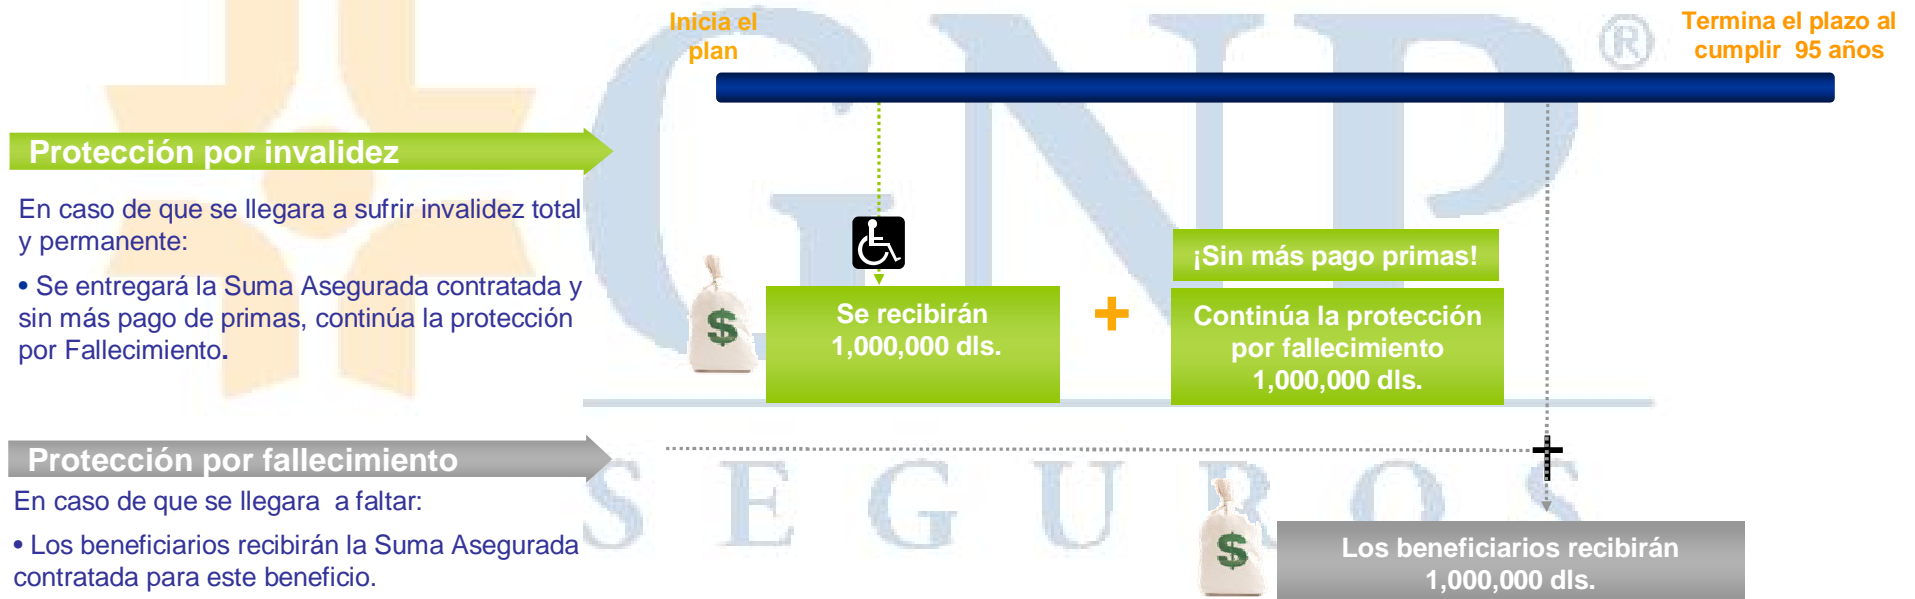 Inicia el
plan
Termina el plazo al
cumplir 95 años
GNP®
SEGUROS
Protección por invalidez
En caso de que se llegara a sufrir invalidez total
y permanente:
• Se entregará la Suma Asegurada contratada y
sin más pago de primas, continúa la protección
por Fallecimiento.
$
Se recibirán
1,000,000 dls.
+
¡Sin más pago primas!
Continúa la protección
por fallecimiento
1,000,000 dls.
Protección por fallecimiento
En caso de que se llegara a faltar:
• Los beneficiarios recibirán la Suma Asegurada
contratada para este beneficio.
$
Los beneficiarios recibirán
1,000,000 dls.